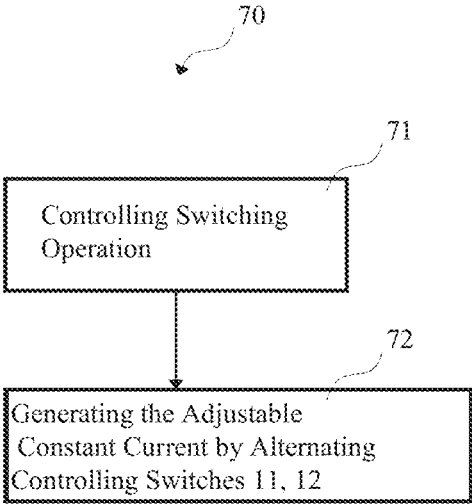 70
71
Controlling Switching
Operation
72
Generating the Adjustable
Constant Current by Alternating
Controlling Switches 11, 12